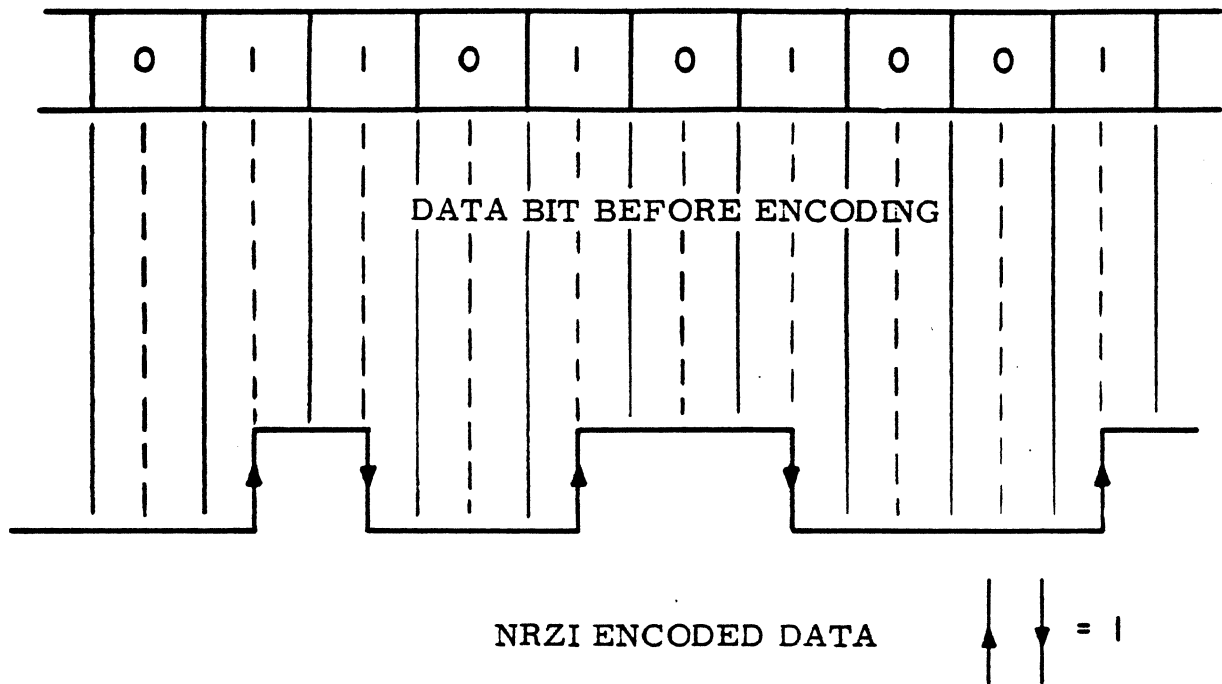 0 1 1 0 1 0 1 0 0 1
DATA BIT BEFORE ENCODING
NRZI ENCODED DATA = 1